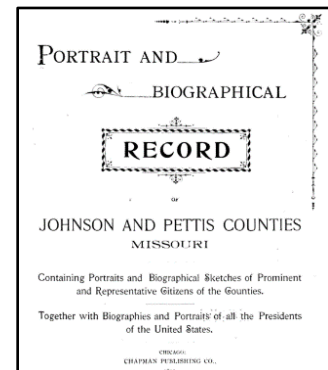 PORTRAIT AND
BIOGRAPHICAL
RECORD
OF
JOHNSON AND PETTIS COUNTIES
MISSOURI
Containing Portraits and Biographical Sketches of Prominent
and Representative Citizens of the Counties.
Together with Biographies and Portraits of all the Presidents
of the United States.
CHICAGO:
CHAPMAN PUBLISHING CO.,